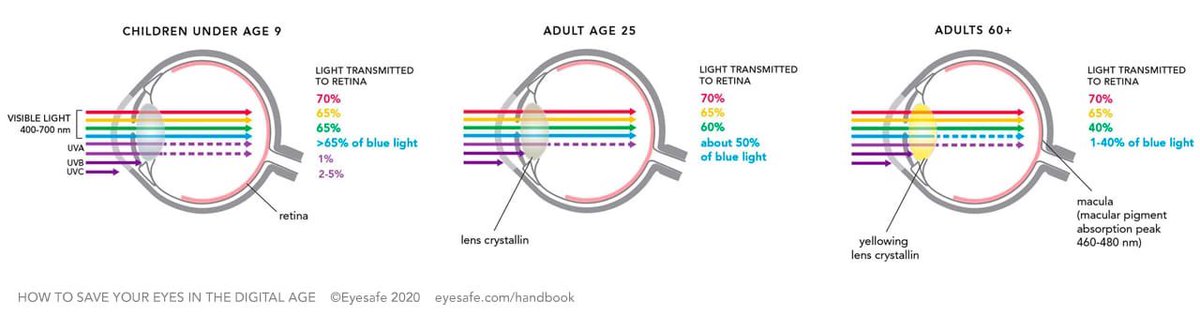 CHILDREN UNDER AGE 9
LIGHT TRANSMITTED
TO RETINA
70%
65%
65%
>65% of blue light
1%
2-5%
VISIBLE LIGHT
400-700 nm
UVA
UVB
UVC
retina
ADULT AGE 25
LIGHT TRANSMITTED
TO RETINA
70%
65%
60%
about 50%
of blue light
lens crystallin
ADULTS 60+
LIGHT TRANSMITTED
TO RETINA
70%
65%
40%
1-40% of blue light
yellowing
lens crystallin
macula
(macular pigment
absorption peak
460-480 nm)
HOW TO SAVE YOUR EYES IN THE DIGITAL AGE ©Eyesafe 2020 eyesafe.com/handbook